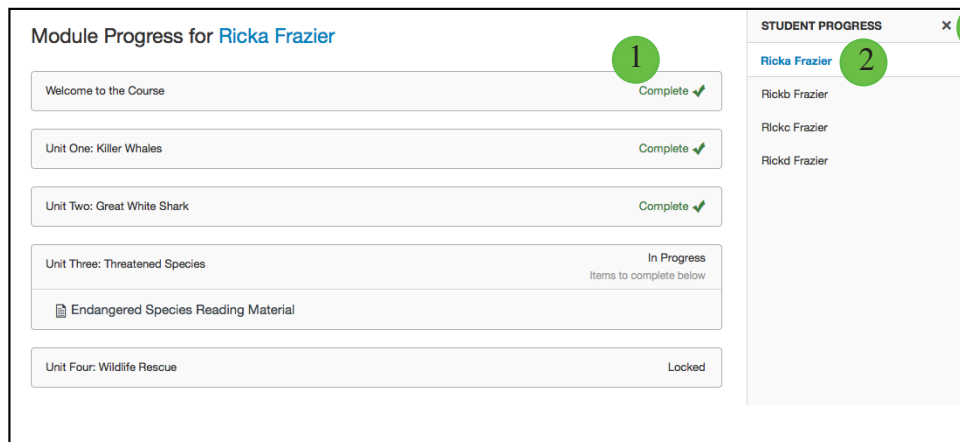 Module Progress for Ricka Frazier
1
Welcome to the Course Complete
Unit One: Killer Whales Complete
Unit Two: Great White Shark Complete
Unit Three: Threatened Species In Progress
Items to complete below
Endangered Species Reading Material
Unit Four: Wildlife Rescue Locked
STUDENT PROGRESS ×
Ricka Frazier 2
Rickb Frazier
RIckc Frazier
Rickd Frazier